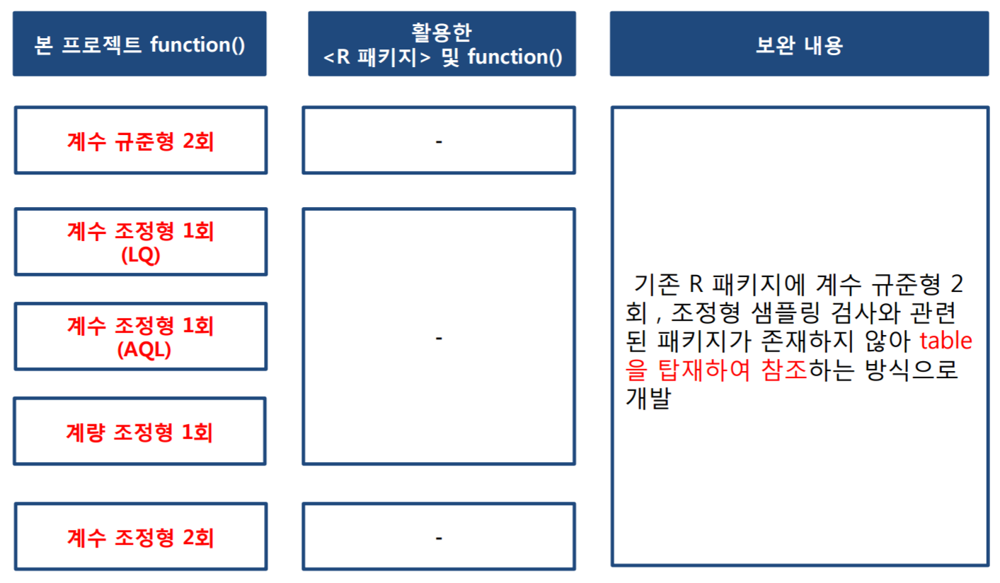 본 프로젝트 function()
활용한
<R 패키지> 및 function()
보완 내용
계수 규준형 2회
-
계수 조정형 1회
(LQ)
계수 조정형 1회
(AQL)
계량 조정형 1회
-
계수 조정형 2회
-
기존 R 패키지에 계수 규준형 2
회 , 조정형 샘플링 검사와 관련
된 패키지가 존재하지 않아 table
을 탑재하여 참조하는 방식으로
개발